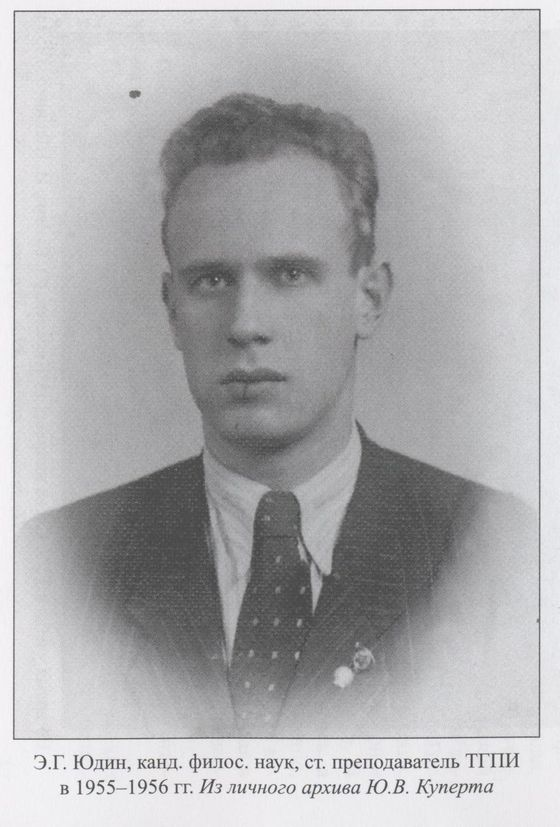 Э.Г. Юдин, канд. филос. наук, ст. преподаватель ТГПИ
в 1955–1956 гг. Из личного архива Ю.В. Куперта